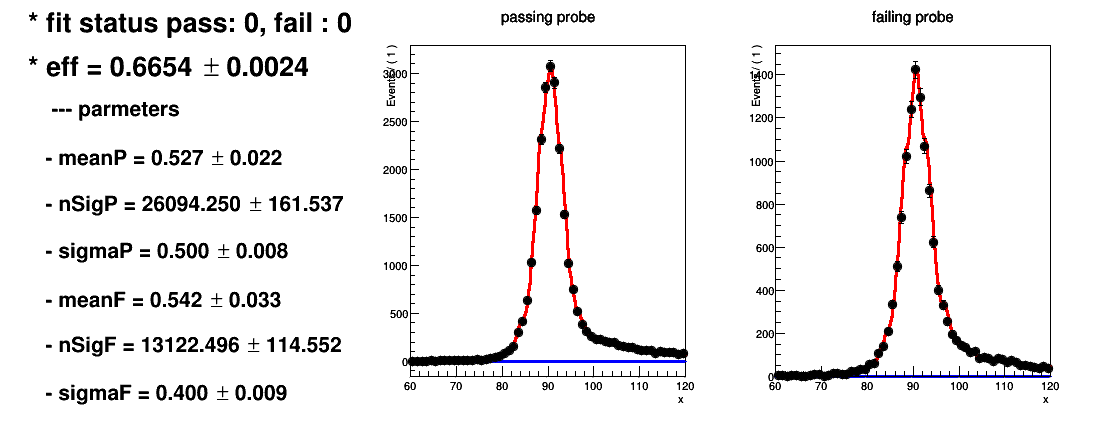 * fit status pass: 0, fail : 0
* eff = 0.6654 ± 0.0024
--- parmeters
- meanP = 0.527 ± 0.022
- nSigP = 26094.250 ± 161.537
- sigmaP = 0.500 ± 0.008
- meanF = 0.542 ± 0.033
- nSigF = 13122.496 ± 114.552
- sigmaF = 0.400 ± 0.009
passing probe
Events / ( 1 )
3000
2500
2000
1500
1000
500
0
60 70 80 90 100 110 120
x
failing probe
Events / ( 1 )
1400
1200
1000
800
600
400
200
0
60 70 80 90 100 110 120
x